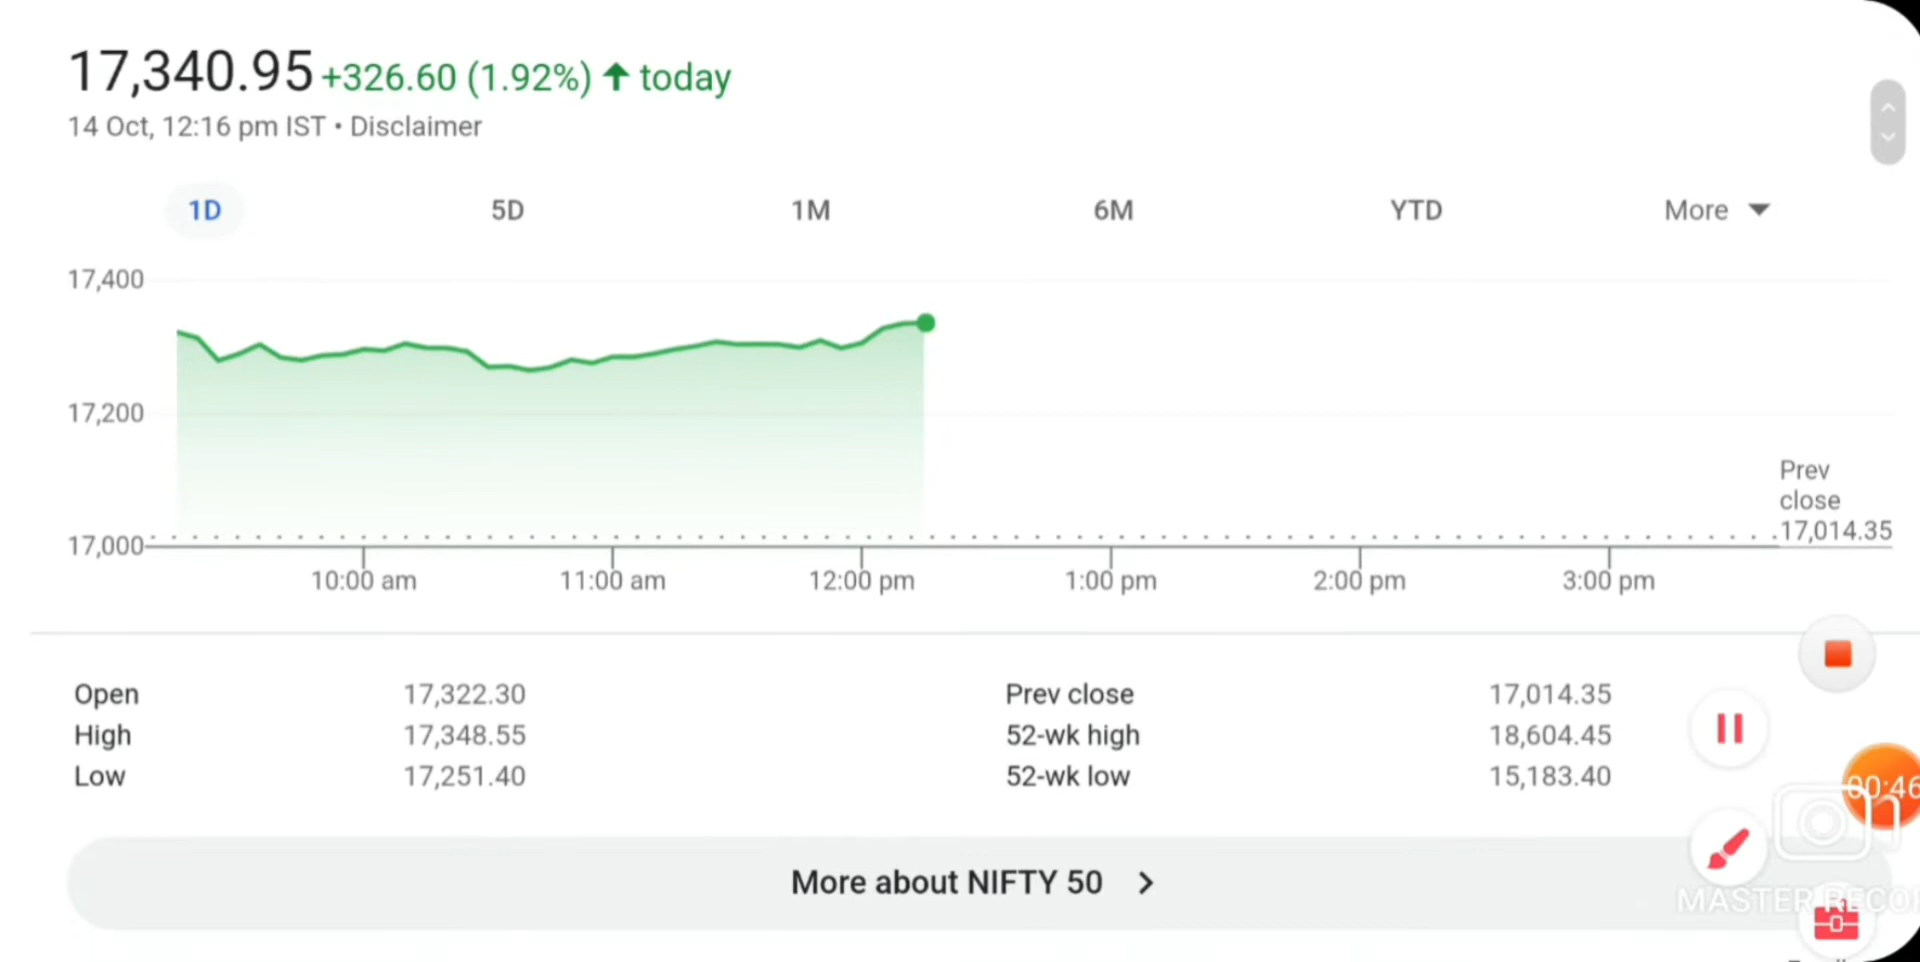 17,340.95 +326.60 (1.92%) ↑ today
14 Oct, 12:16 pm IST • Disclaimer
1D 5D 1M 6M YTD More
17,400
17,200
17,000
Prev
close
17,014.35
10:00 am 11:00 am 12:00 pm 1:00 pm 2:00 pm 3:00 pm
Open 17,322.30 Prev close 17,014.35
High 17,348.55 52-wk high 18,604.45
Low 17,251.40 52-wk low 15,183.40
00:46
More about NIFTY 50 >
MASTER RECO